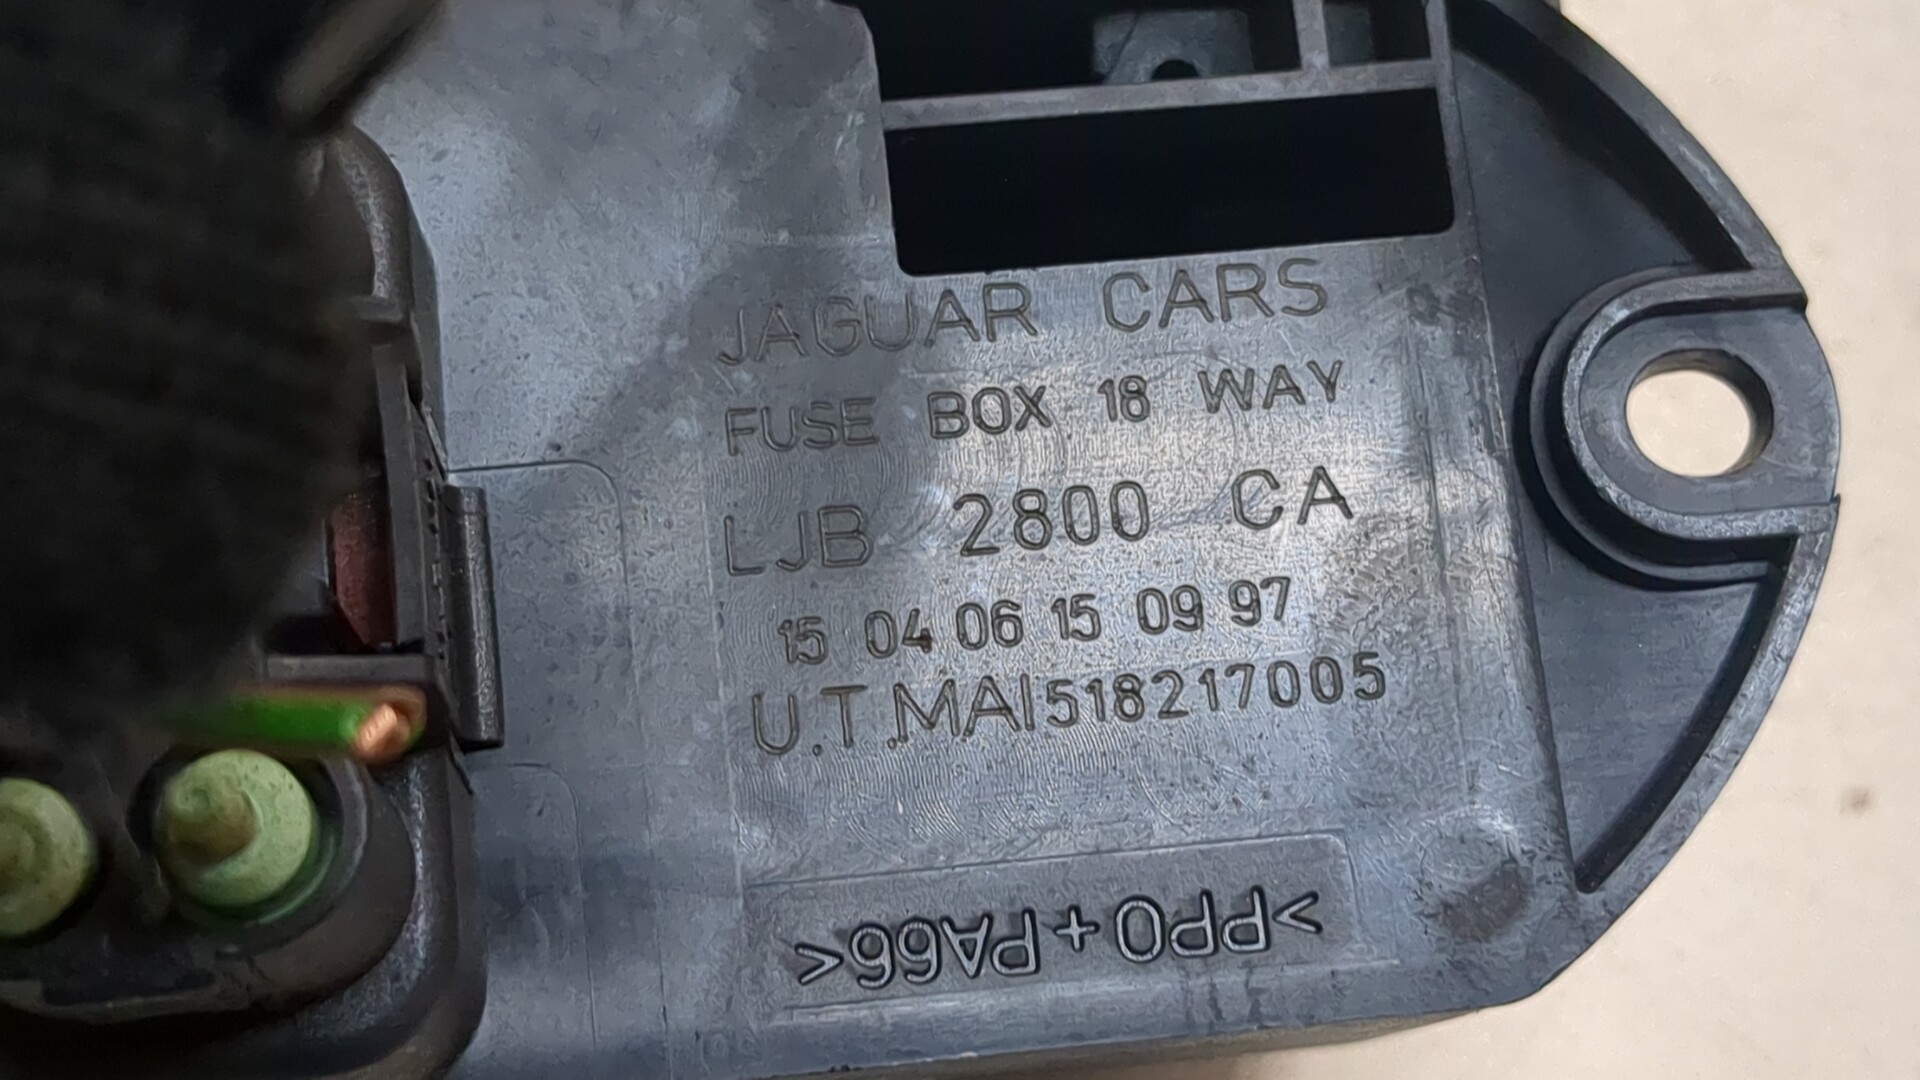 JAGUAR CARS
FUSE BOX 18 WAY
LJB 2800 CA
15 04 06 15 09 97
U.T.MAI518217005
>PPO+PA66<